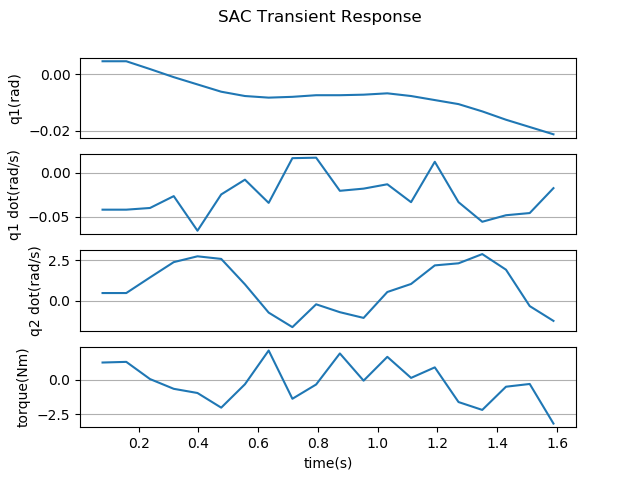 SAC Transient Response
q1(rad)
0.00
−0.02
q1 dot(rad/s)
0.00
−0.05
q2 dot(rad/s)
2.5
0.0
torque(Nm)
0.0
−2.5
0.2 0.4 0.6 0.8 1.0 1.2 1.4 1.6
time(s)